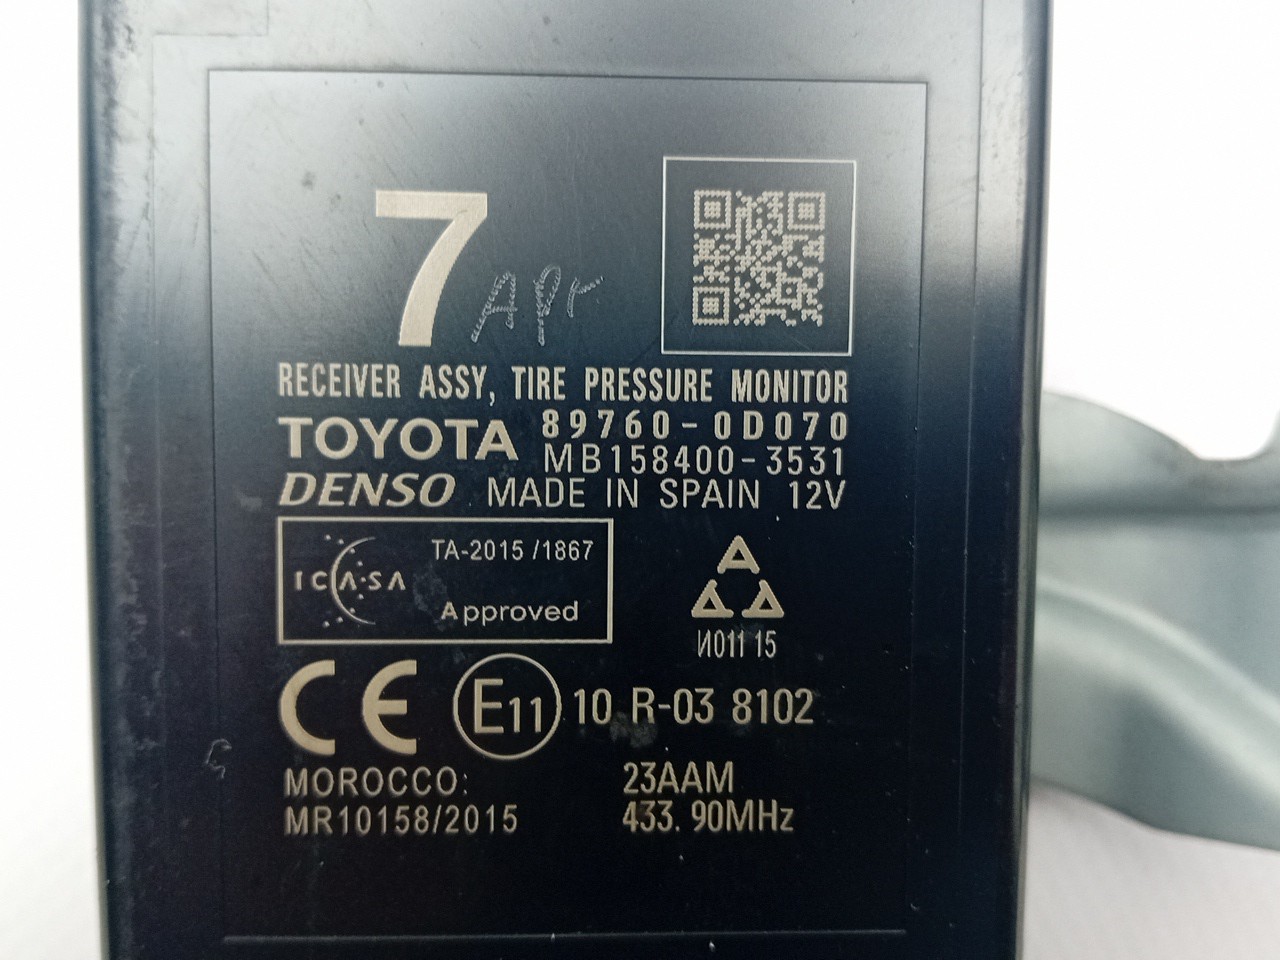 7
RECEIVER ASSY, TIRE PRESSURE MONITOR
TOYOTA 89760-0D070
MB158400-3531
DENSO MADE IN SPAIN 12V
ICASA TA-2015/1867
Approved
A
И011 15
CE E11 10 R-03 8102
MOROCCO: 23AAM
MR10158/2015 433.90MHz